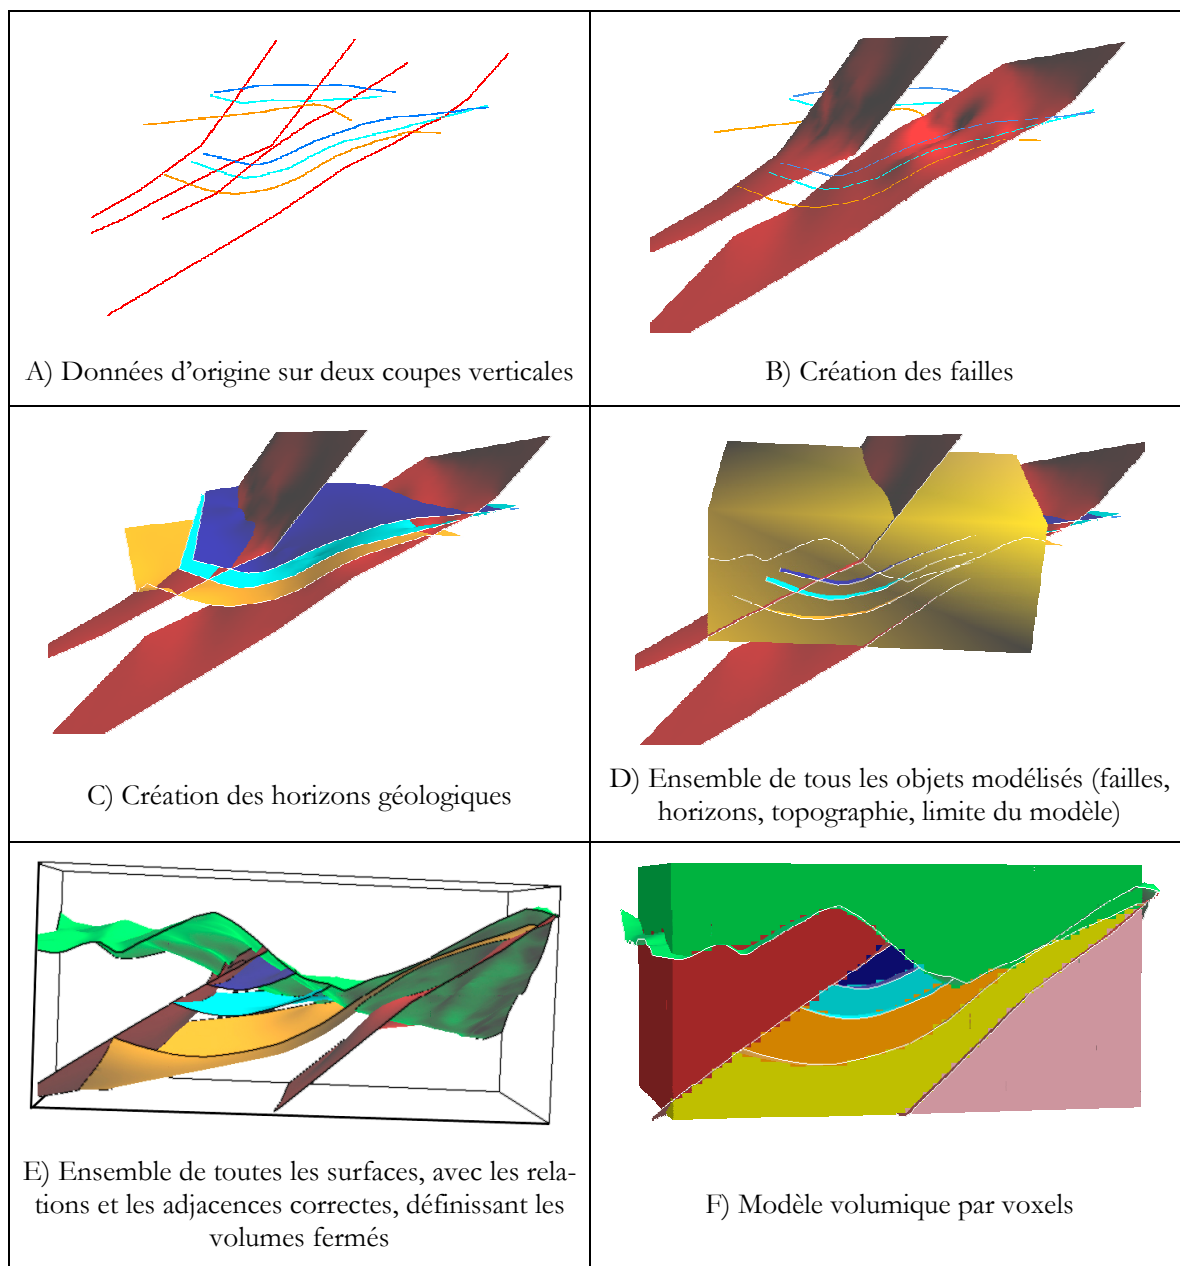 A) Données d'origine sur deux coupes verticales
B) Création des failles
C) Création des horizons géologiques
D) Ensemble de tous les objets modélisés (failles,
horizons, topographie, limite du modèle)
E) Ensemble de toutes les surfaces, avec les rela-
tions et les adjacences correctes, définissant les
volumes fermés
F) Modèle volumique par voxels